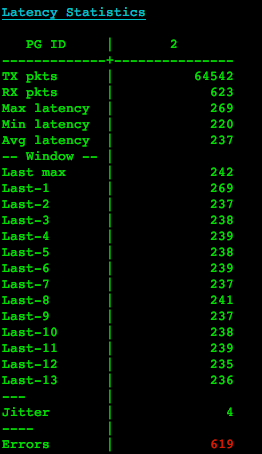 Latency Statistics
PG ID | 2
-------------+---------------
TX pkts | 64542
RX pkts | 623
Max latency | 269
Min latency | 220
Avg latency | 237
-- Window -- |
Last max | 242
Last-1 | 269
Last-2 | 237
Last-3 | 238
Last-4 | 239
Last-5 | 238
Last-6 | 239
Last-7 | 237
Last-8 | 241
Last-9 | 237
Last-10 | 238
Last-11 | 239
Last-12 | 235
Last-13 | 236
--- |
Jitter | 4
---- |
Errors | 619